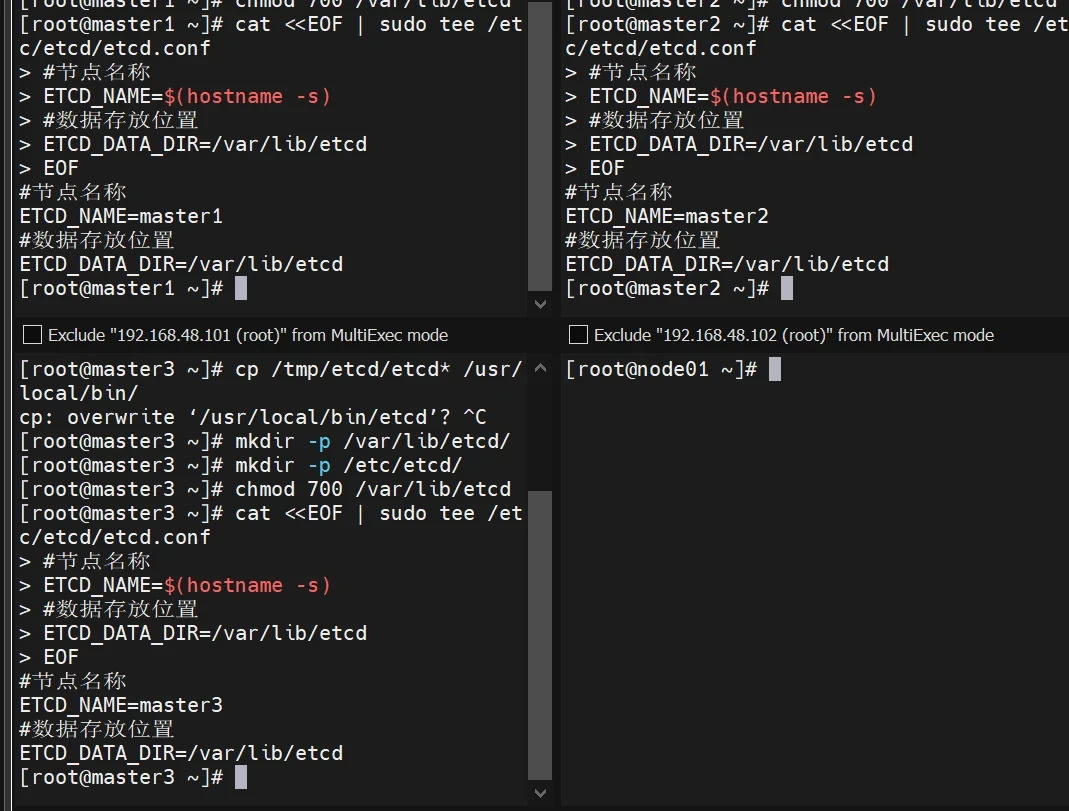 [root@master1 ~]# chmod 700 /var/lib/etcd
[root@master1 ~]# cat <<EOF | sudo tee /et
c/etcd/etcd.conf
> #节点名称
> ETCD_NAME=$(hostname -s)
> #数据存放位置
> ETCD_DATA_DIR=/var/lib/etcd
> EOF
#节点名称
ETCD_NAME=master1
#数据存放位置
ETCD_DATA_DIR=/var/lib/etcd
[root@master1 ~]#
[root@master2 ~]# chmod 700 /var/lib/etcd
[root@master2 ~]# cat <<EOF | sudo tee /et
c/etcd/etcd.conf
> #节点名称
> ETCD_NAME=$(hostname -s)
> #数据存放位置
> ETCD_DATA_DIR=/var/lib/etcd
> EOF
#节点名称
ETCD_NAME=master2
#数据存放位置
ETCD_DATA_DIR=/var/lib/etcd
[root@master2 ~]#
Exclude "192.168.48.101 (root)" from MultiExec mode
Exclude "192.168.48.102 (root)" from MultiExec mode
[root@master3 ~]# cp /tmp/etcd/etcd* /usr/
local/bin/
cp: overwrite ‘/usr/local/bin/etcd’? ^C
[root@master3 ~]# mkdir -p /var/lib/etcd/
[root@master3 ~]# mkdir -p /etc/etcd/
[root@master3 ~]# chmod 700 /var/lib/etcd
[root@master3 ~]# cat <<EOF | sudo tee /et
c/etcd/etcd.conf
> #节点名称
> ETCD_NAME=$(hostname -s)
> #数据存放位置
> ETCD_DATA_DIR=/var/lib/etcd
> EOF
#节点名称
ETCD_NAME=master3
#数据存放位置
ETCD_DATA_DIR=/var/lib/etcd
[root@master3 ~]#
[root@node01 ~]#